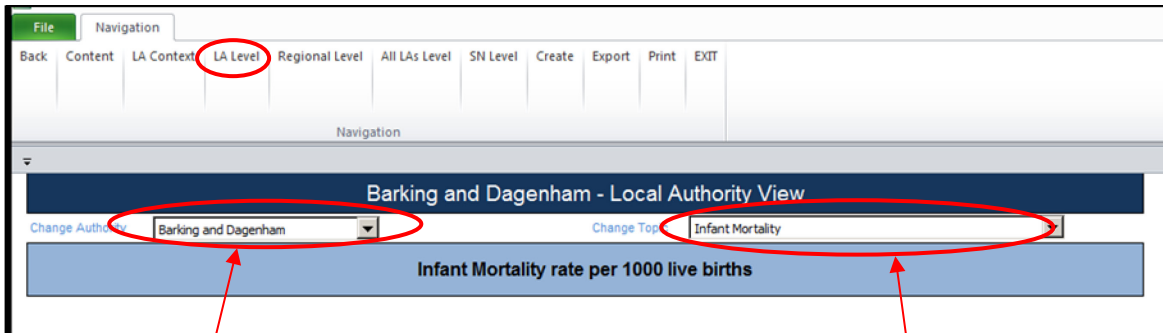 File Navigation
Back Content LA Context LA Level Regional Level All LAs Level SN Level Create Export Print EXIT
Navigation
Barking and Dagenham - Local Authority View
Change Authority Barking and Dagenham Change Topic Infant Mortality
Infant Mortality rate per 1000 live births